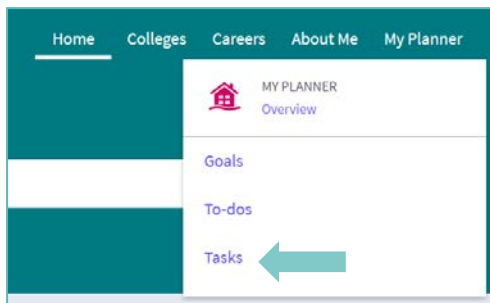 Home Colleges Careers About Me My Planner
MY PLANNER
Overview
Goals
To-dos
Tasks